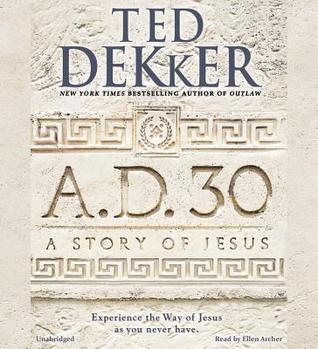 TED
DEKKER
NEW YORK TIMES BESTSELLING AUTHOR OF OUTLAW
A.D. 30
A STORY OF JESUS
Experience the Way of Jesus
as you never have.
Unabridged
Read by Ellen Archer